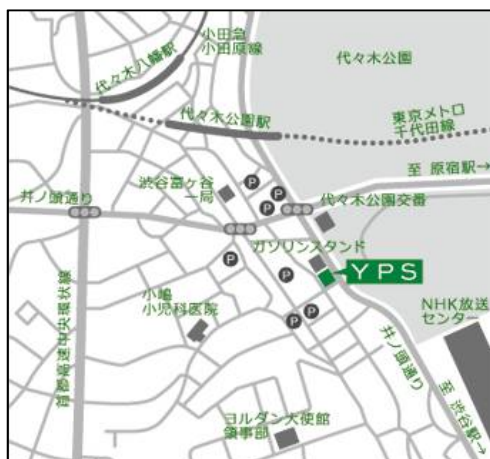 小田急
小田原線
代々木公園
代々木八幡駅
代々木公園駅
東京メトロ
千代田線
至 原宿駅→
渋谷富ヶ谷
一局
P
P
代々木公園交番
井ノ頭通り
ガソリンスタンド
P
P
YPS
小嶋
小児科医院
NHK放送
センター
P
P
井ノ頭通り
首都高速中央環状線
至 渋谷駅→
ヨルダン大使館
領事部